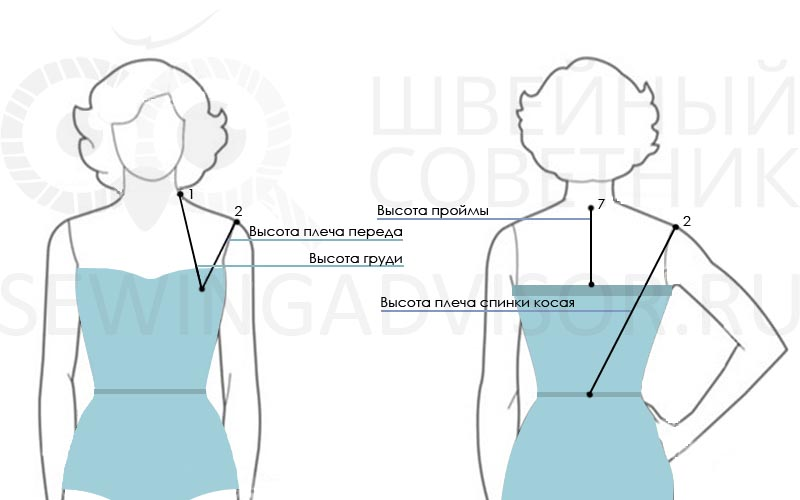 ШВЕЙНЫЙ
СОВЕТНИК
SEWINGADVISOR.RU
1
2
Высота плеча переда
Высота груди
7
Высота проймы
2
Высота плеча спинки косая